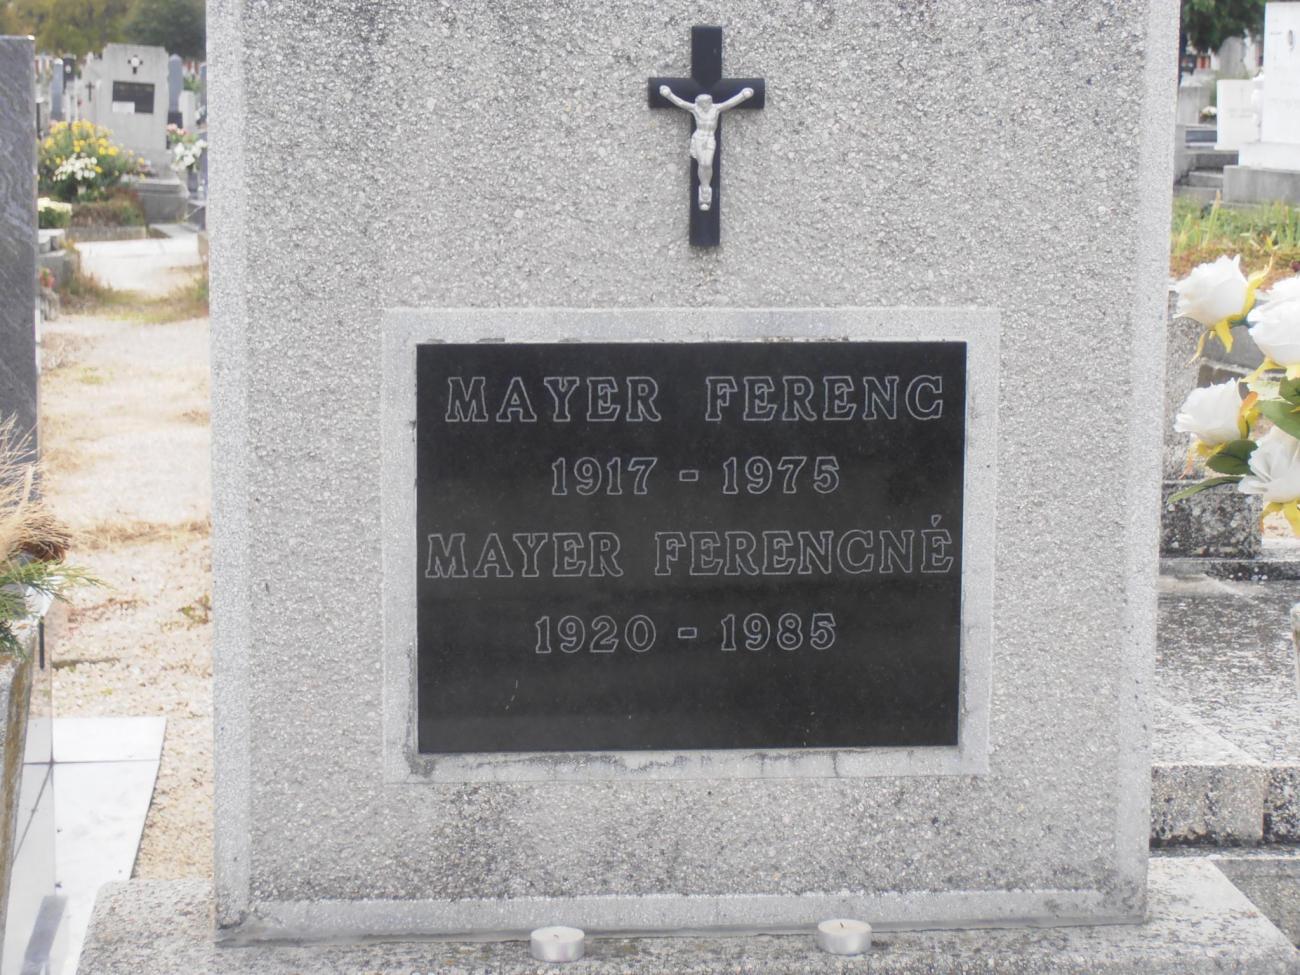 MAYER FERENC
1917 - 1975
MAYER FERENCNÉ
1920 - 1985